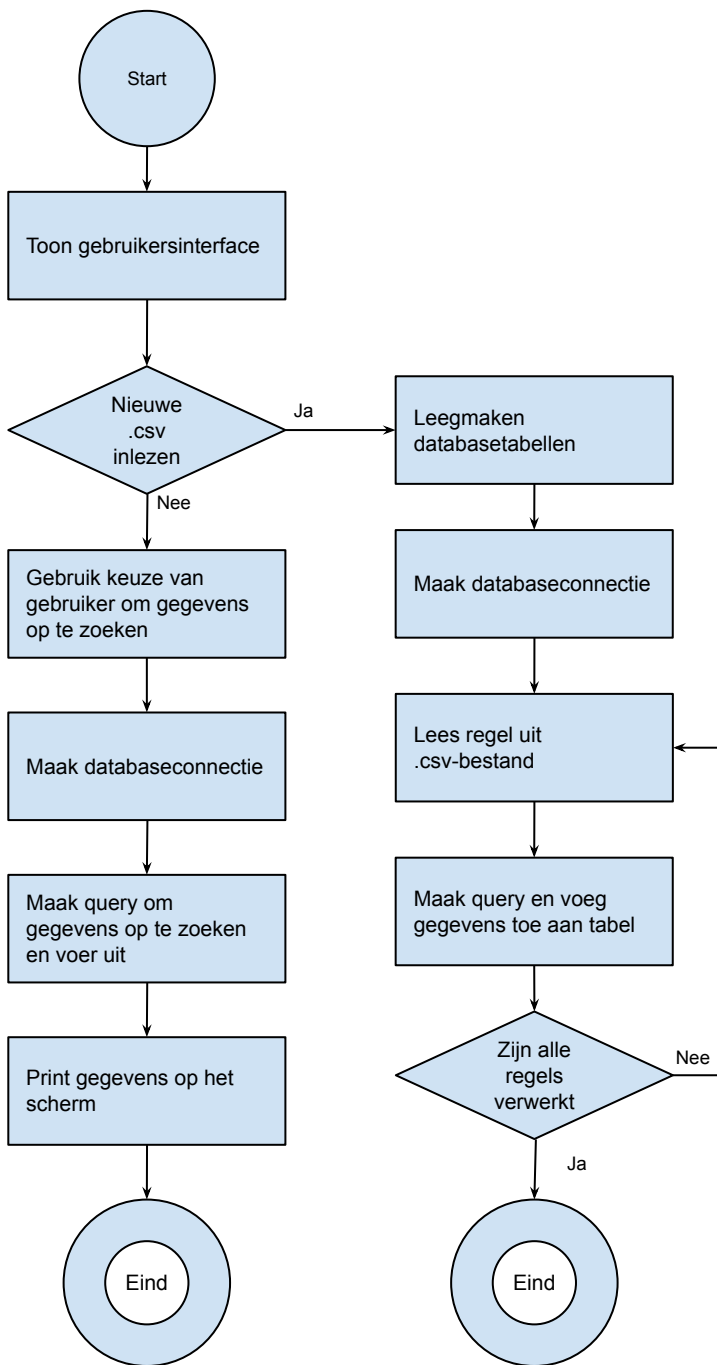 Start
Toon gebruikersinterface
Nieuwe
.csv
inlezen
Ja
Nee
Leegmaken
databasetabellen
Gebruik keuze van
gebruiker om gegevens
op te zoeken
Maak databaseconnectie
Maak databaseconnectie
Lees regel uit
.csv-bestand
Maak query om
gegevens op te zoeken
en voer uit
Maak query en voeg
gegevens toe aan tabel
Print gegevens op het
scherm
Zijn alle
regels
verwerkt
Nee
Ja
Eind
Eind